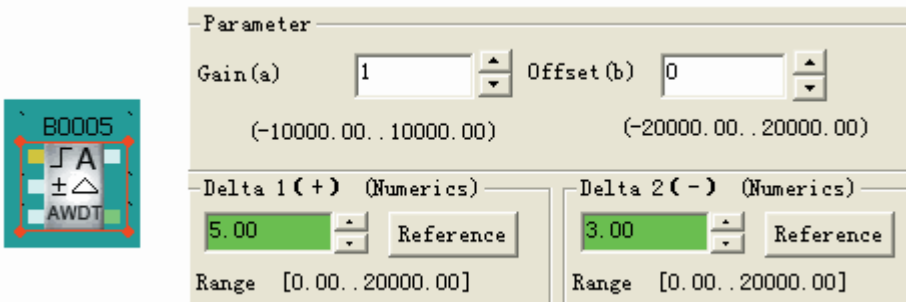 B0005
A
±△
AWDT
Parameter
Gain(a) 1 Offset(b) 0
(-10000.00..10000.00) (-20000.00..20000.00)
Delta 1(+) (Numerics) Delta 2(-) (Numerics)
5.00 Reference 3.00 Reference
Range [0.00..20000.00] Range [0.00..20000.00]